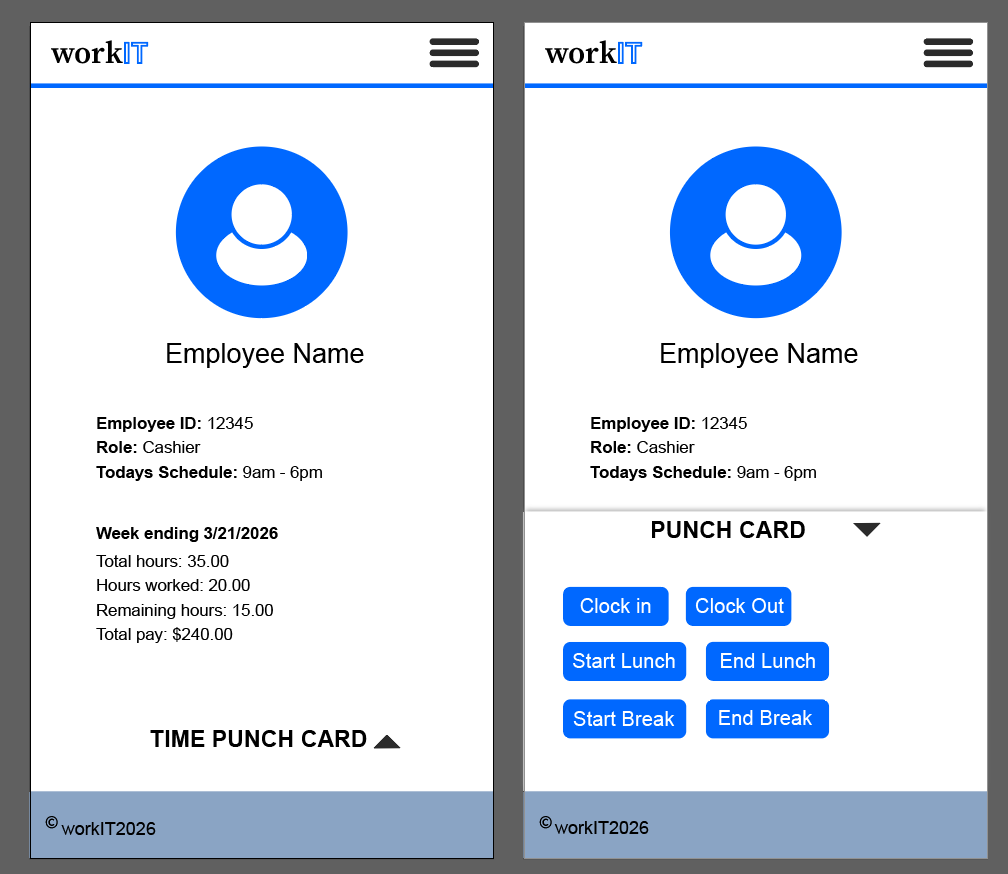 workIT
Employee Name
Employee ID: 12345
Role: Cashier
Todays Schedule: 9am - 6pm
Week ending 3/21/2026
Total hours: 35.00
Hours worked: 20.00
Remaining hours: 15.00
Total pay: $240.00
TIME PUNCH CARD
© workIT2026
workIT
Employee Name
Employee ID: 12345
Role: Cashier
Todays Schedule: 9am - 6pm
PUNCH CARD
Clock in Clock Out
Start Lunch End Lunch
Start Break End Break
© workIT2026